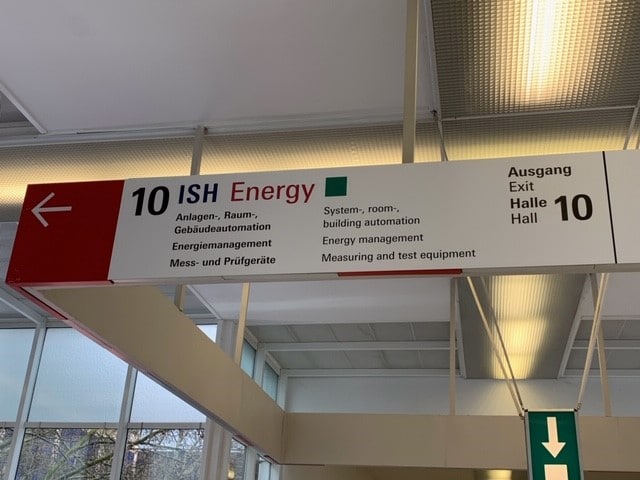 10 ISH Energy
Anlagen-, Raum-,
Gebäudeautomation
Energiemanagement
Mess- und Prüfgeräte
System-, room-,
building automation
Energy management
Measuring and test equipment
Ausgang
Exit
Halle
Hall
10